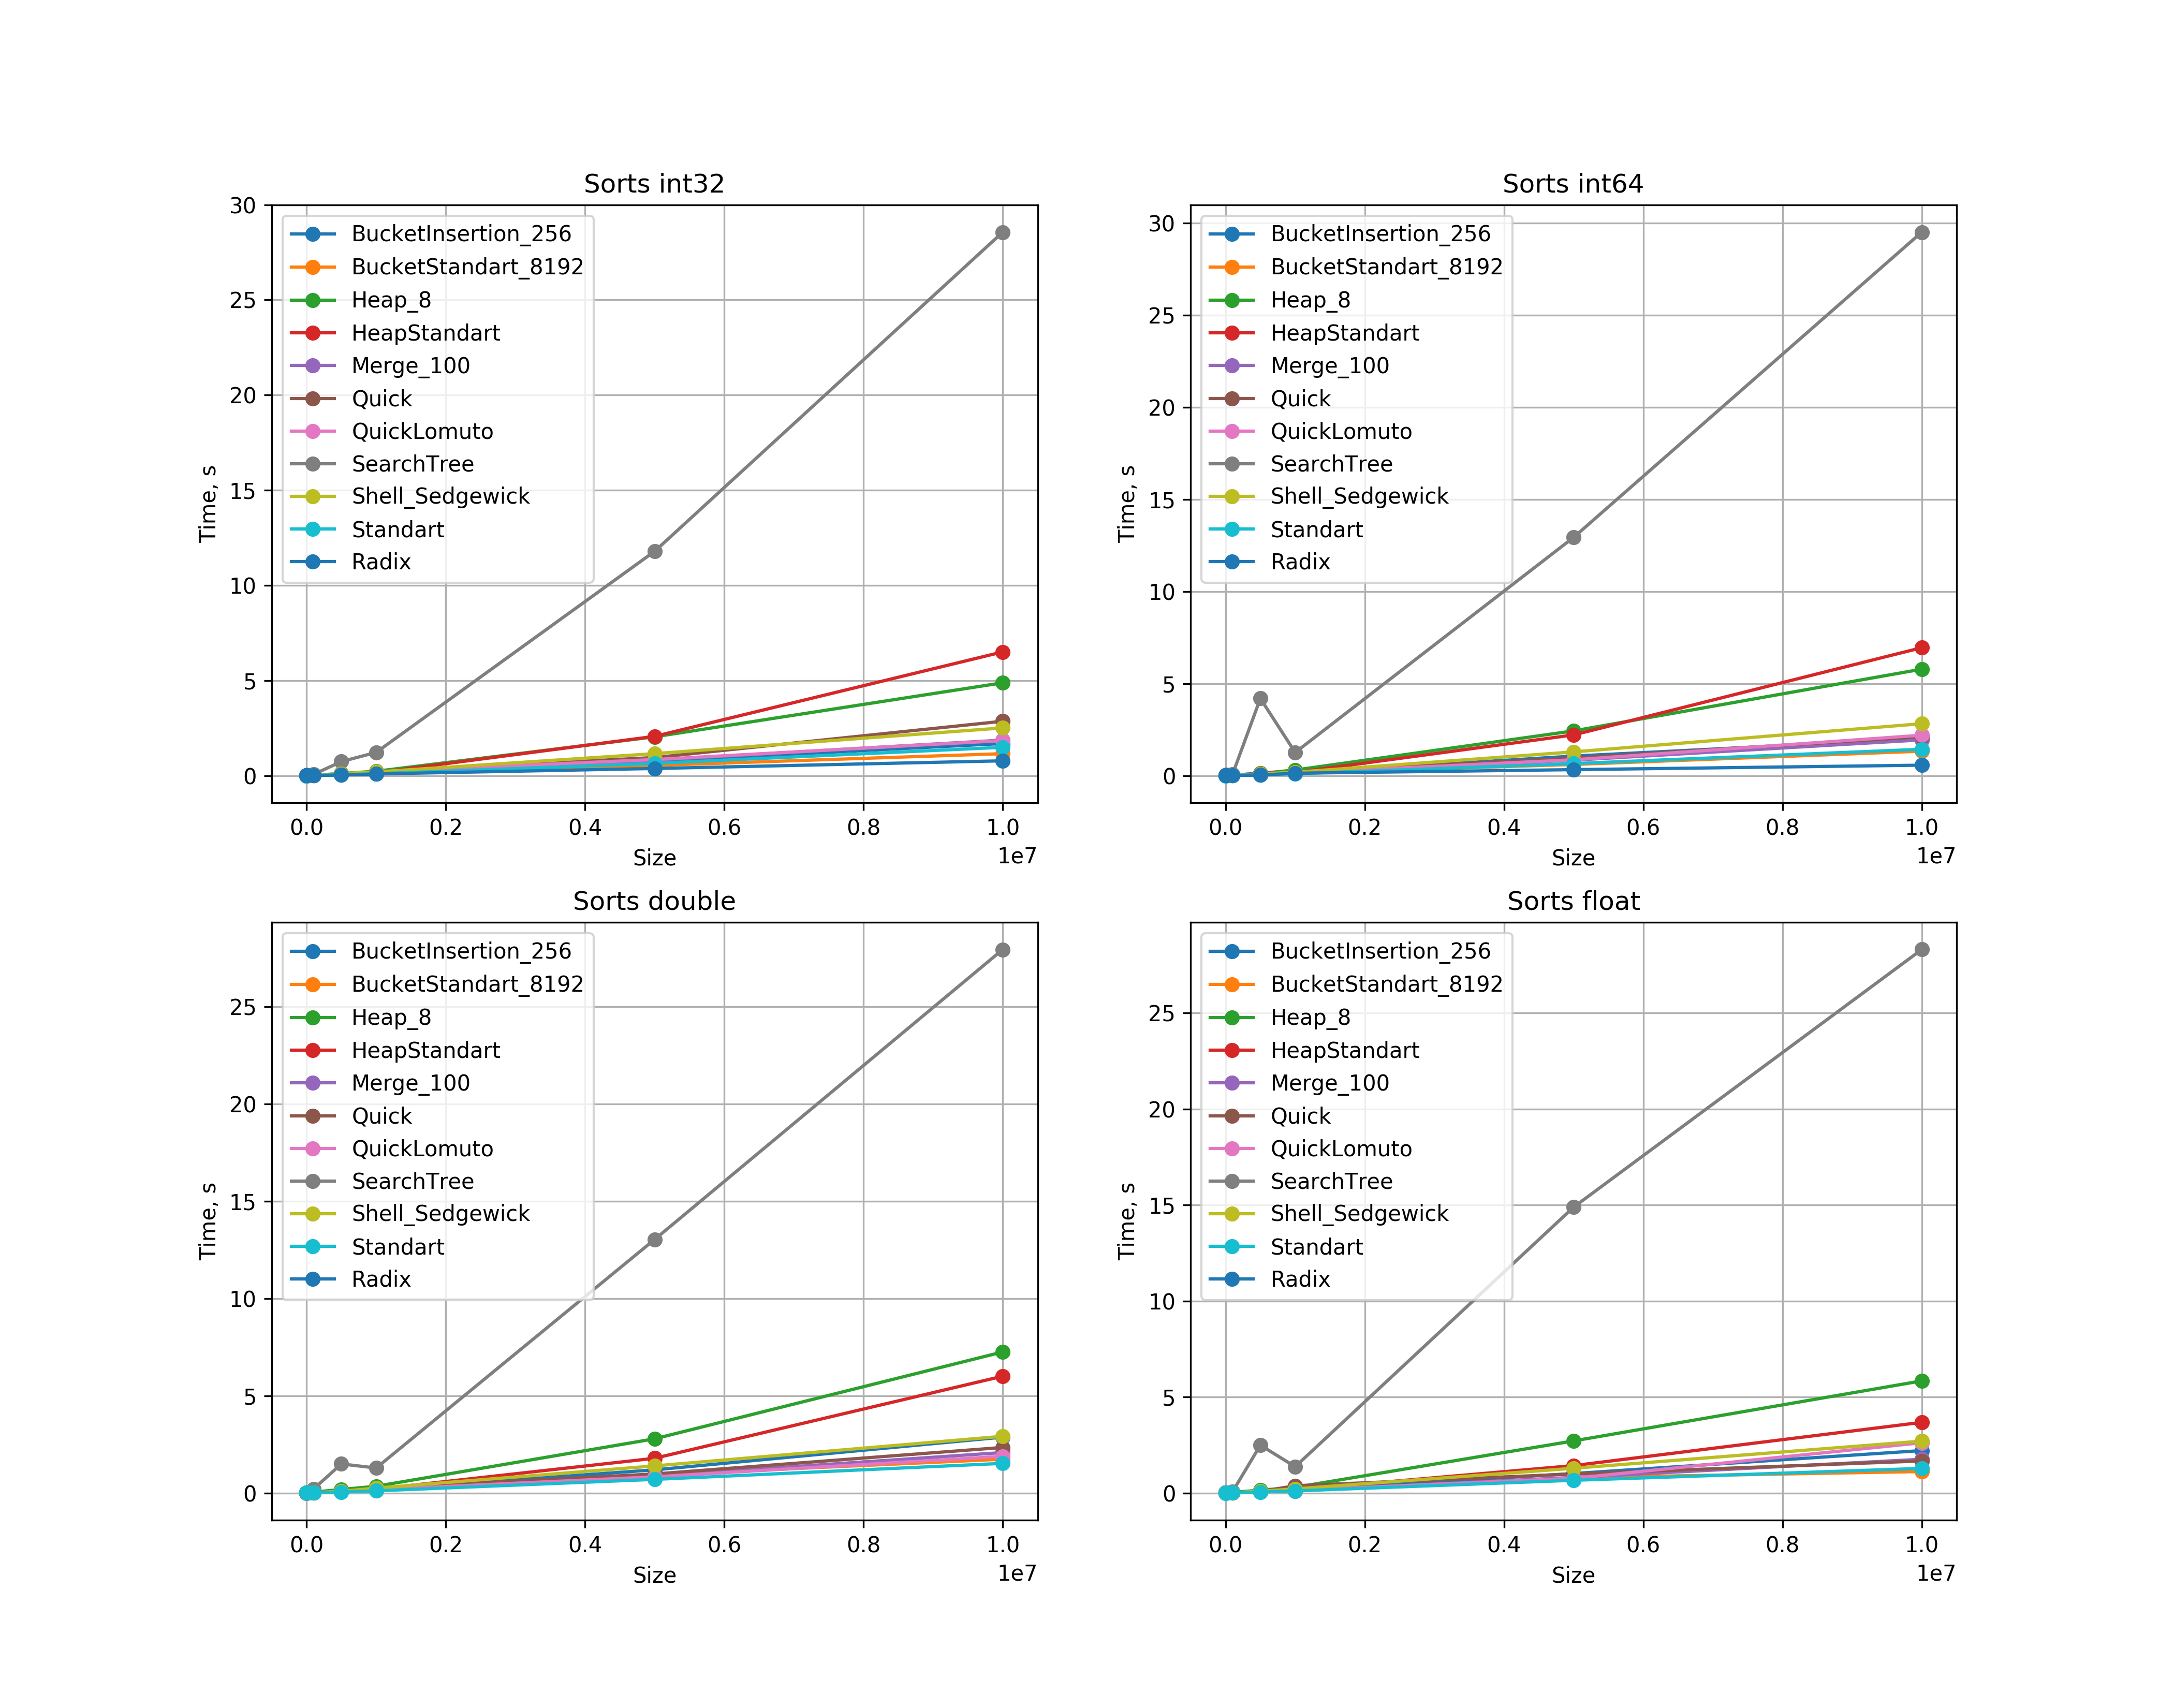 Sorts int32
30
25
20
15
10
5
0
Time, s
BucketInsertion_256
BucketStandart_8192
Heap_8
HeapStandart
Merge_100
Quick
QuickLomuto
SearchTree
Shell_Sedgewick
Standart
Radix
0.0 0.2 0.4 0.6 0.8 1.0
Size
1e7
Sorts int64
30
25
20
15
10
5
0
Time, s
BucketInsertion_256
BucketStandart_8192
Heap_8
HeapStandart
Merge_100
Quick
QuickLomuto
SearchTree
Shell_Sedgewick
Standart
Radix
0.0 0.2 0.4 0.6 0.8 1.0
Size
1e7
Sorts double
25
20
15
10
5
0
Time, s
BucketInsertion_256
BucketStandart_8192
Heap_8
HeapStandart
Merge_100
Quick
QuickLomuto
SearchTree
Shell_Sedgewick
Standart
Radix
0.0 0.2 0.4 0.6 0.8 1.0
Size
1e7
Sorts float
25
20
15
10
5
0
Time, s
BucketInsertion_256
BucketStandart_8192
Heap_8
HeapStandart
Merge_100
Quick
QuickLomuto
SearchTree
Shell_Sedgewick
Standart
Radix
0.0 0.2 0.4 0.6 0.8 1.0
Size
1e7